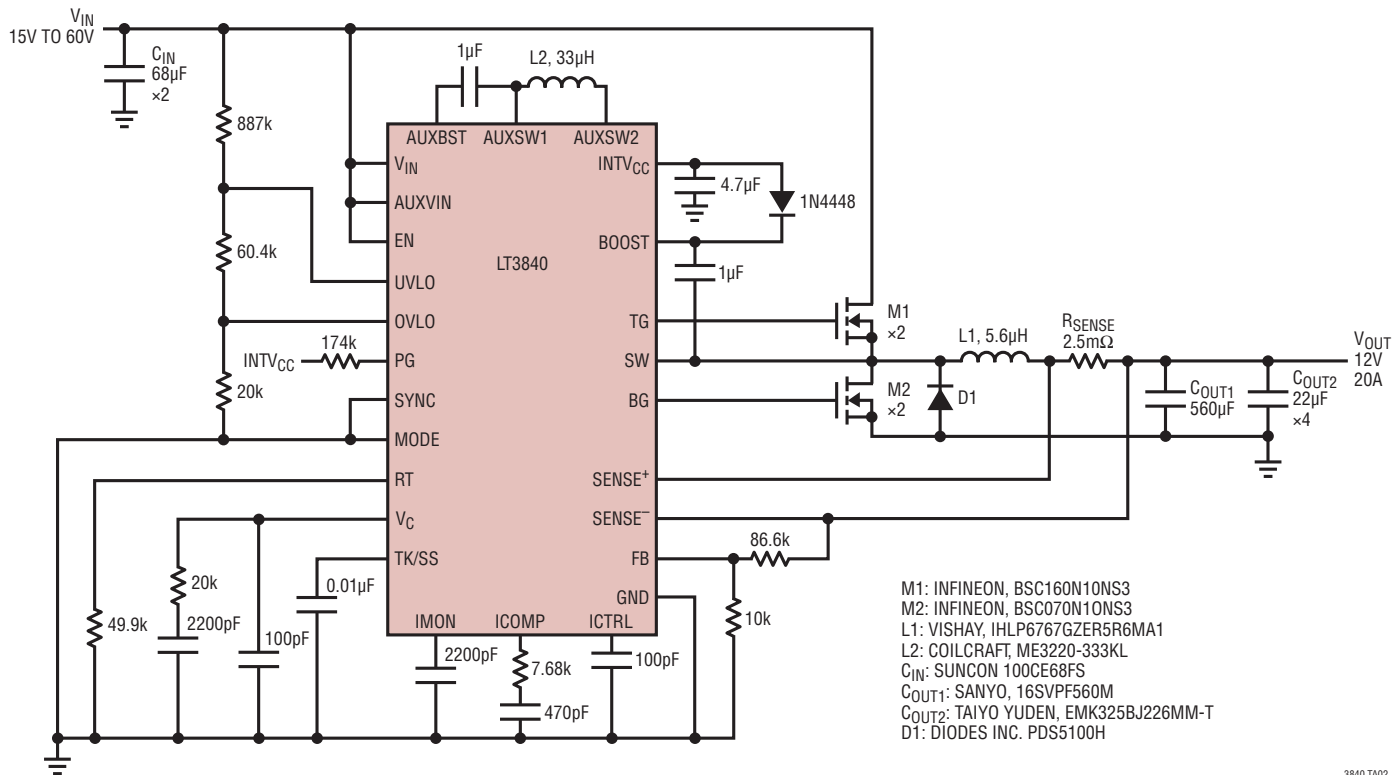 VIN
15V TO 60V
CIN
68µF
×2
1µF
L2, 33µH
887k
60.4k
20k
AUXBST
AUXSW1
AUXSW2
VIN
AUXVIN
EN
UVLO
OVLO
INTVCC
174k
PG
SYNC
MODE
RT
VC
TK/SS
LT3840
INTVCC
BOOST
TG
SW
BG
SENSE+
SENSE–
FB
GND
IMON
ICOMP
ICTRL
4.7µF
1N4448
1µF
M1
×2
M2
×2
D1
L1, 5.6µH
RSENSE
2.5mΩ
COUT1
560µF
COUT2
22µF
×4
VOUT
12V
20A
86.6k
10k
49.9k
20k
2200pF
100pF
0.01µF
2200pF
7.68k
470pF
100pF
M1: INFINEON, BSC160N10NS3
M2: INFINEON, BSC070N1ONS3
L1: VISHAY, IHLP6767GZER5R6MA1
L2: COILCRAFT, ME3220-333KL
CIN: SUNCON 100CE68FS
COUT1: SANYO, 16SVPF560M
COUT2: TAIYO YUDEN, EMK325BJ226MM-T
D1: DIODES INC. PDS5100H
3840 TA02